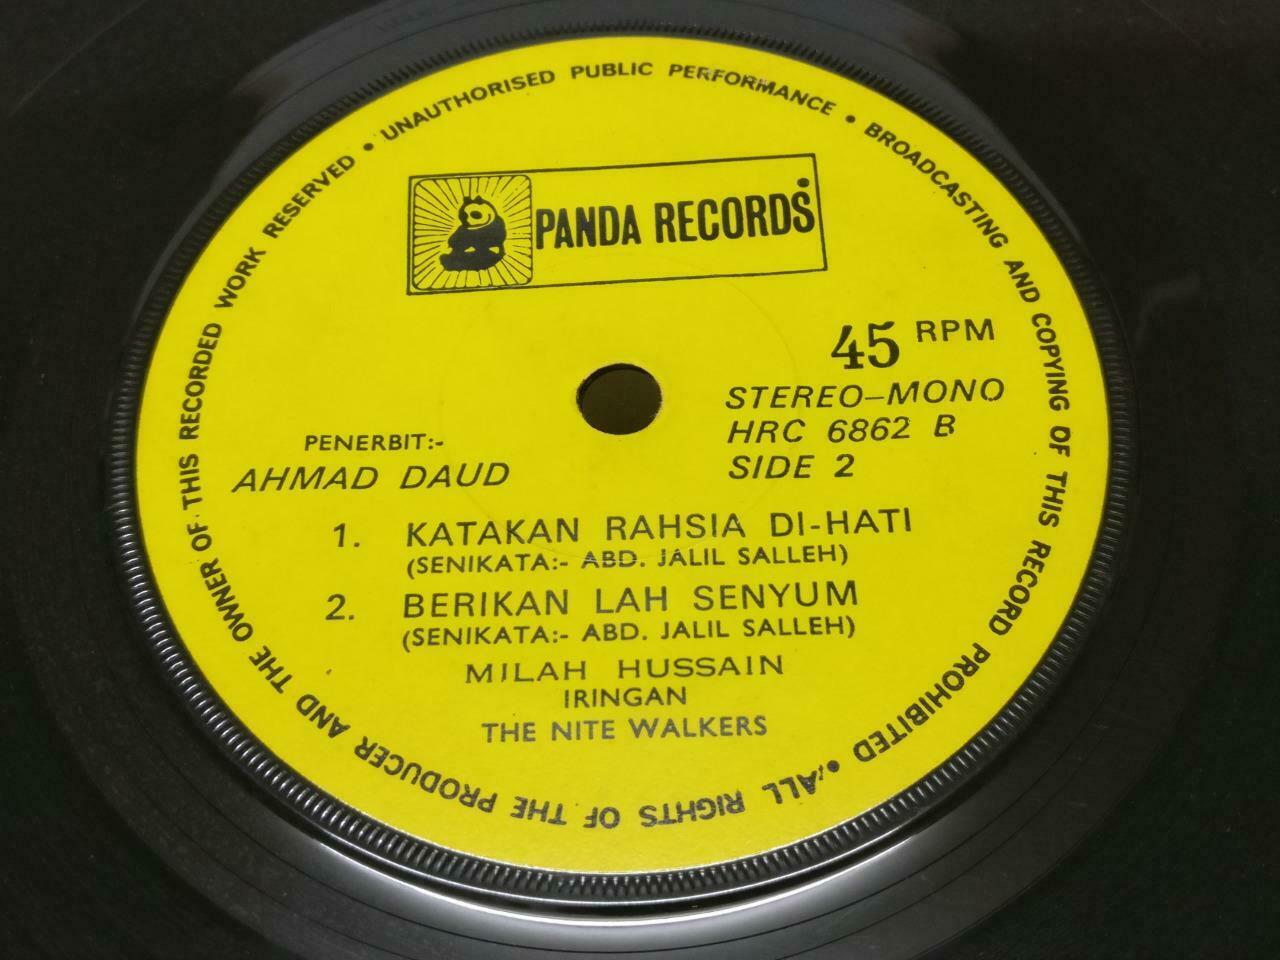 ALL RIGHTS OF THE PRODUCER AND THE OWNER OF THIS RECORDED WORK RESERVED • UNAUTHORISED PUBLIC PERFORMANCE • BROADCASTING AND COPYING OF THIS RECORD PROHIBITED •
PANDA RECORDS
45 RPM
STEREO-MONO
HRC 6862 B
SIDE 2
PENERBIT:-
AHMAD DAUD
1. KATAKAN RAHSIA DI-HATI
(SENIKATA:- ABD. JALIL SALLEH)
2. BERIKAN LAH SENYUM
(SENIKATA:- ABD. JALIL SALLEH)
MILAH HUSSAIN
IRINGAN
THE NITE WALKERS